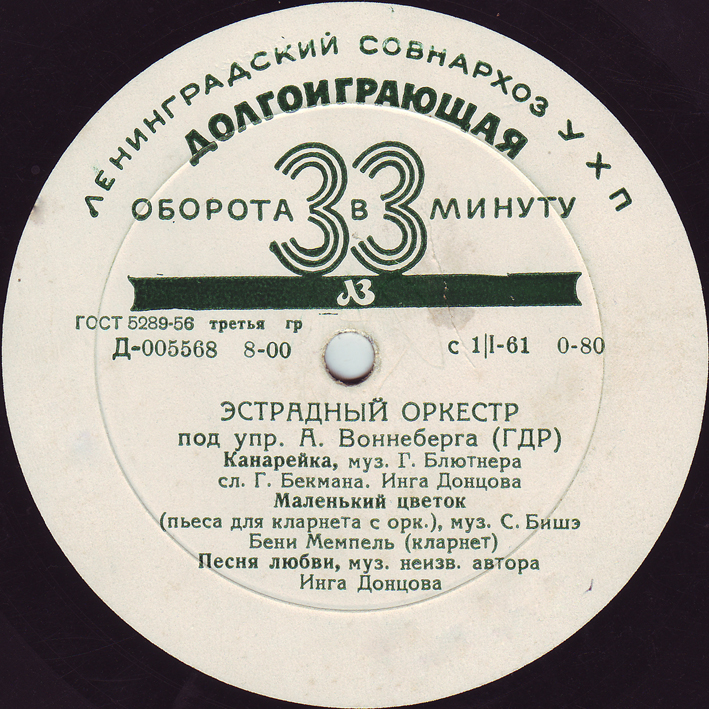 ЛЕНИНГРАДСКИЙ СОВНАРХОЗ УХП
ДОЛГОИГРАЮЩАЯ
ОБОРОТА 33 В МИНУТУ
ЛЗ
ГОСТ 5289-56 третья гр
Д-005568 8-00 с 1|I-61 0-80
ЭСТРАДНЫЙ ОРКЕСТР
под упр. А. Воннеберга (ГДР)
Канарейка, муз. Г. Блютнера
сл. Г. Бекмана. Инга Донцова
Маленький цветок
(пьеса для кларнета с орк.), муз. С. Бишэ
Бени Мемпель (кларнет)
Песня любви, муз. неизв. автора
Инга Донцова